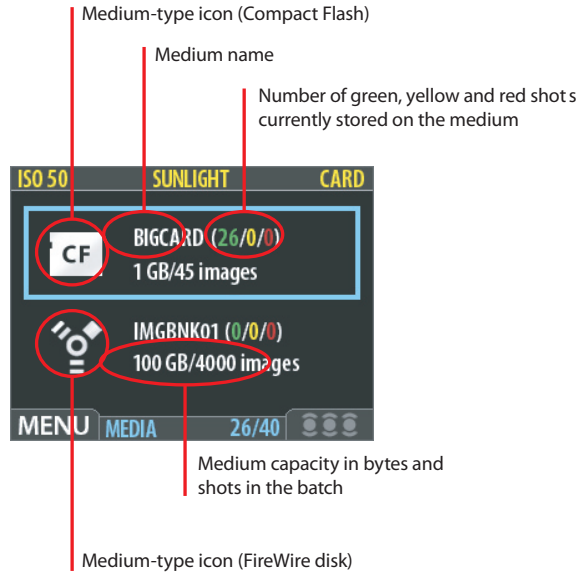 Medium-type icon (Compact Flash)
Medium name
Number of green, yellow and red shots
currently stored on the medium
ISO 50 SUNLIGHT CARD
CF
BIGCARD (26/0/0)
1 GB/45 images
IMGBNK01 (0/0/0)
100 GB/4000 images
MENU MEDIA 26/40
Medium capacity in bytes and
shots in the batch
Medium-type icon (FireWire disk)